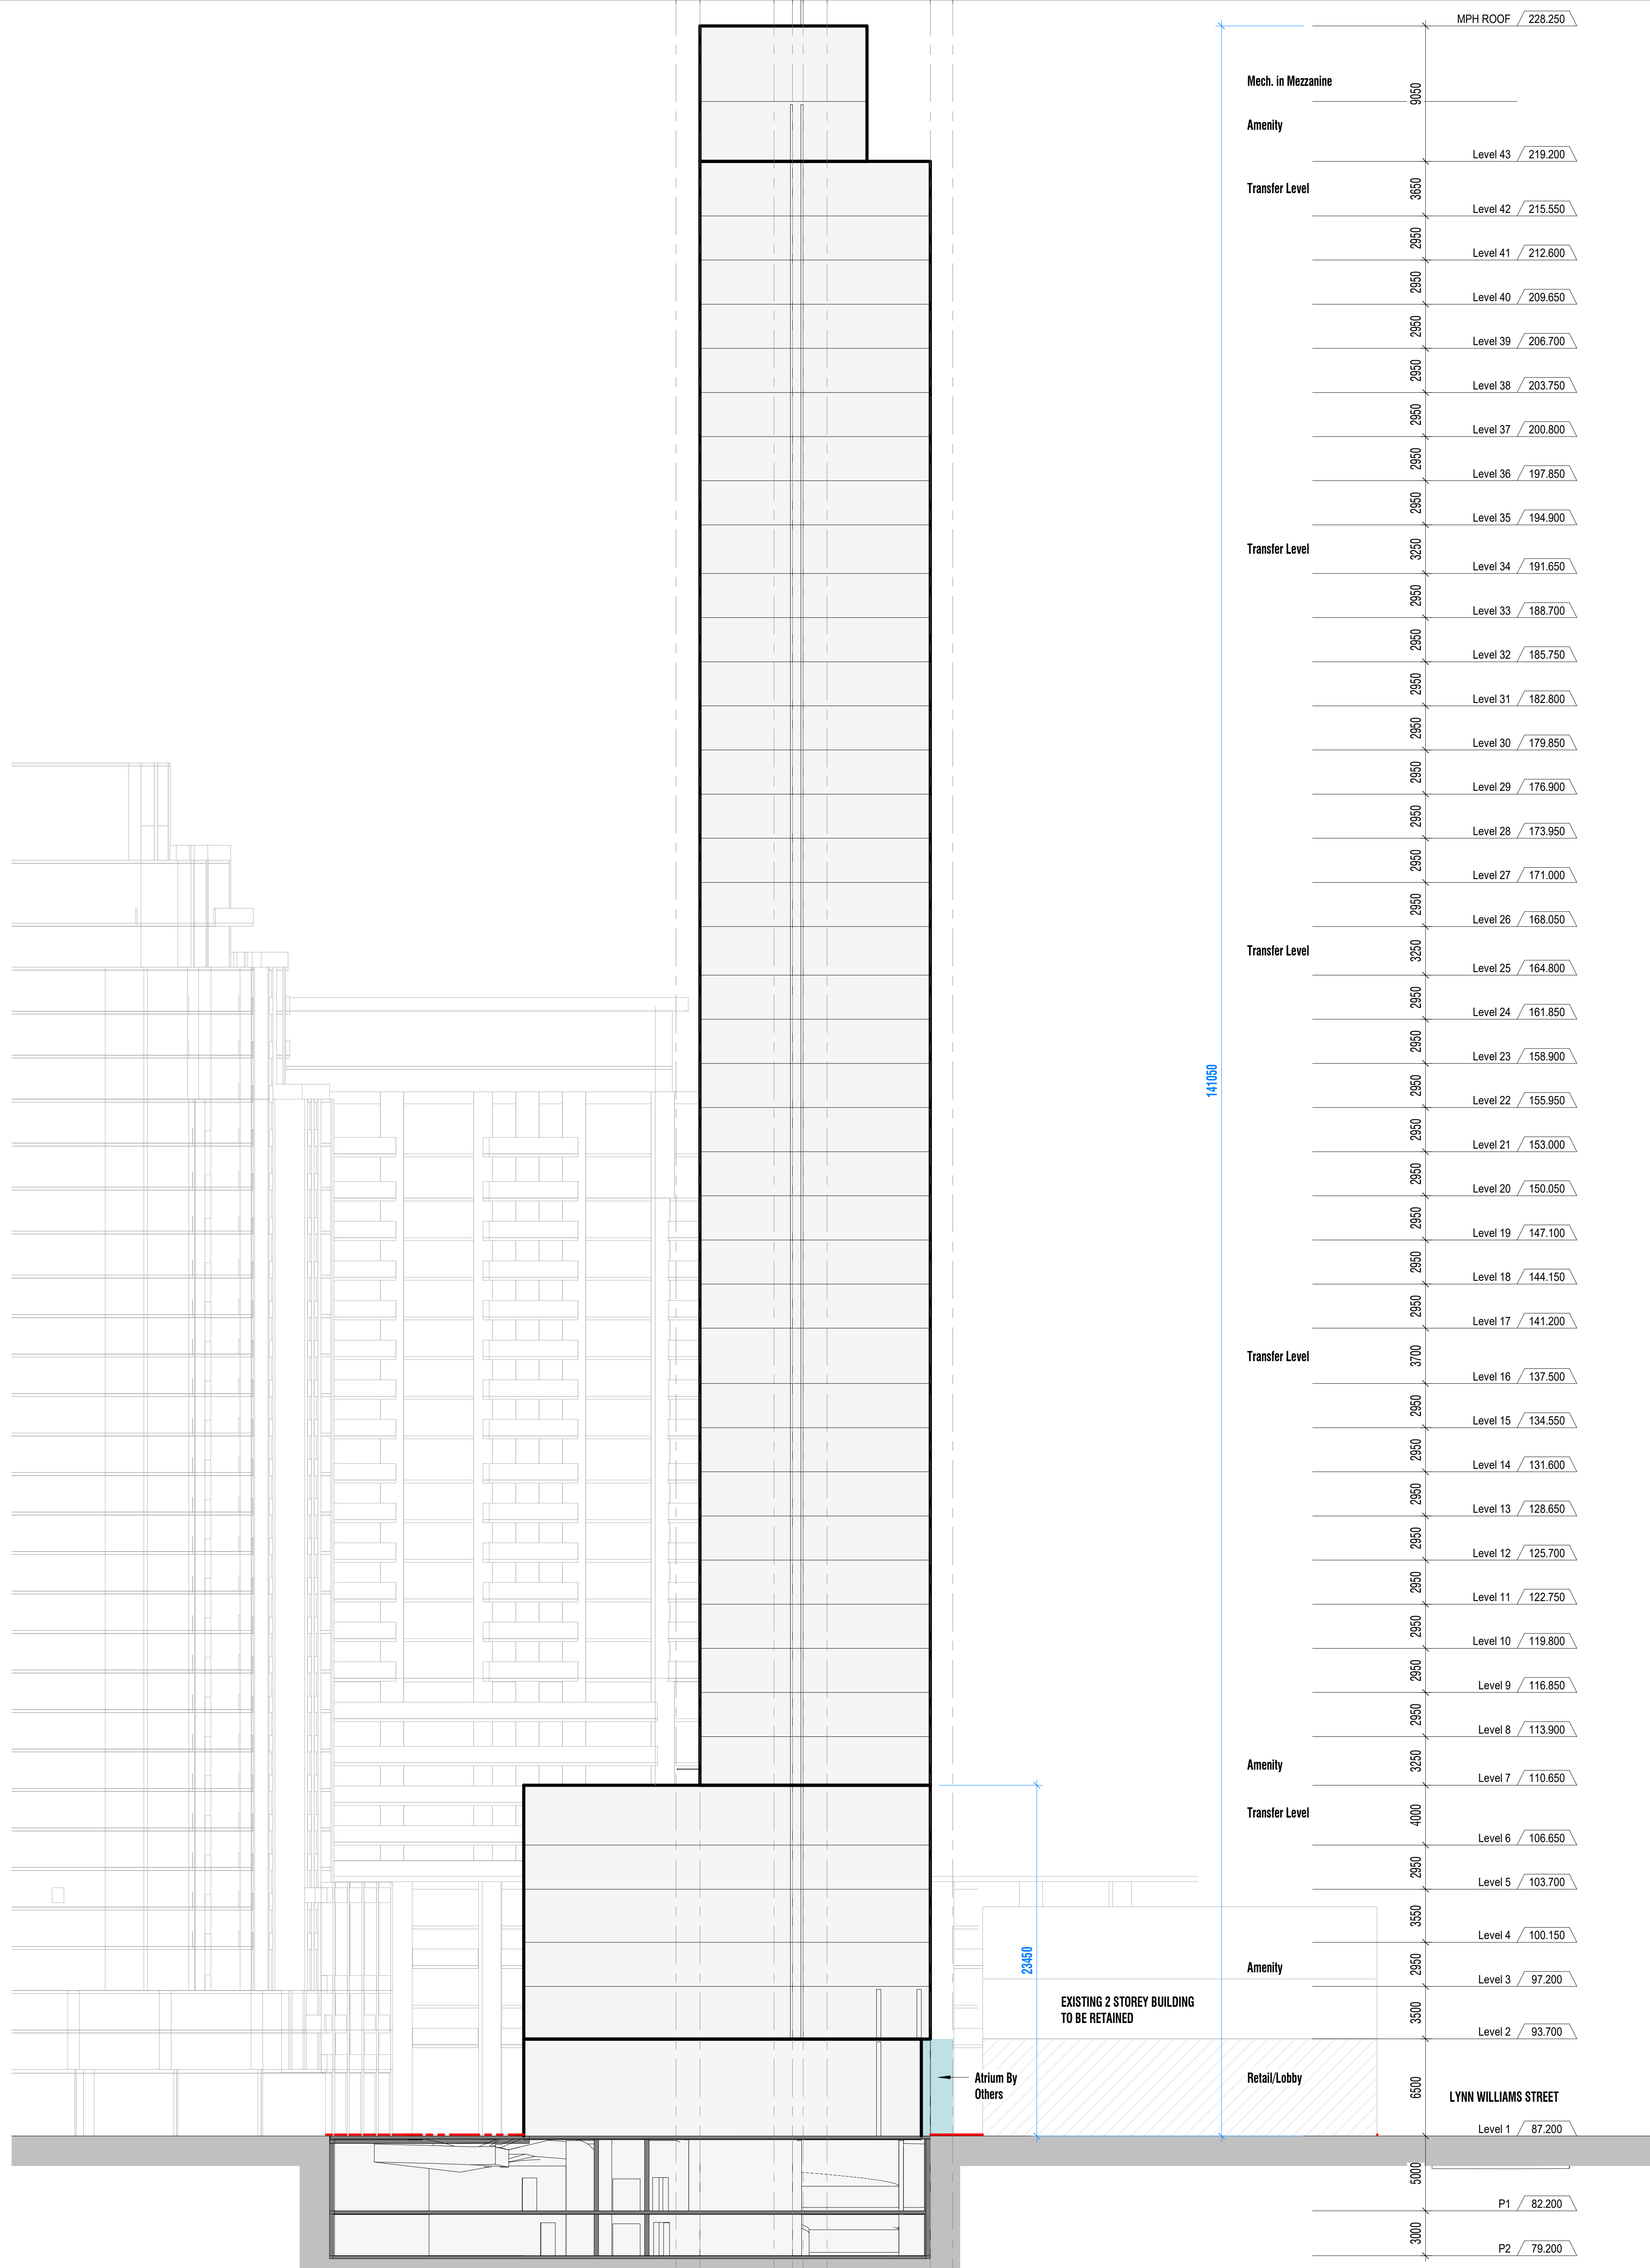 MPH ROOF 228.250
Mech. in Mezzanine
9050
Amenity
Level 43 219.200
Transfer Level
3650
Level 42 215.550
2950
Level 41 212.600
2950
Level 40 209.650
2950
Level 39 206.700
2950
Level 38 203.750
2950
Level 37 200.800
2950
Level 36 197.850
2950
Level 35 194.900
Transfer Level
3250
Level 34 191.650
2950
Level 33 188.700
2950
Level 32 185.750
2950
Level 31 182.800
2950
Level 30 179.850
2950
Level 29 176.900
2950
Level 28 173.950
2950
Level 27 171.000
2950
Level 26 168.050
Transfer Level
3250
Level 25 164.800
2950
Level 24 161.850
2950
Level 23 158.900
141050
2950
Level 22 155.950
2950
Level 21 153.000
2950
Level 20 150.050
2950
Level 19 147.100
2950
Level 18 144.150
2950
Level 17 141.200
Transfer Level
3700
Level 16 137.500
2950
Level 15 134.550
2950
Level 14 131.600
2950
Level 13 128.650
2950
Level 12 125.700
2950
Level 11 122.750
2950
Level 10 119.800
2950
Level 9 116.850
2950
Level 8 113.900
Amenity
3250
Level 7 110.650
Transfer Level
4000
Level 6 106.650
2950
Level 5 103.700
3550
Level 4 100.150
23450
Amenity
2950
Level 3 97.200
EXISTING 2 STOREY BUILDING
TO BE RETAINED
3500
Level 2 93.700
Atrium By
Others
Retail/Lobby
6500
LYNN WILLIAMS STREET
Level 1 87.200
5000
P1 82.200
3000
P2 79.200